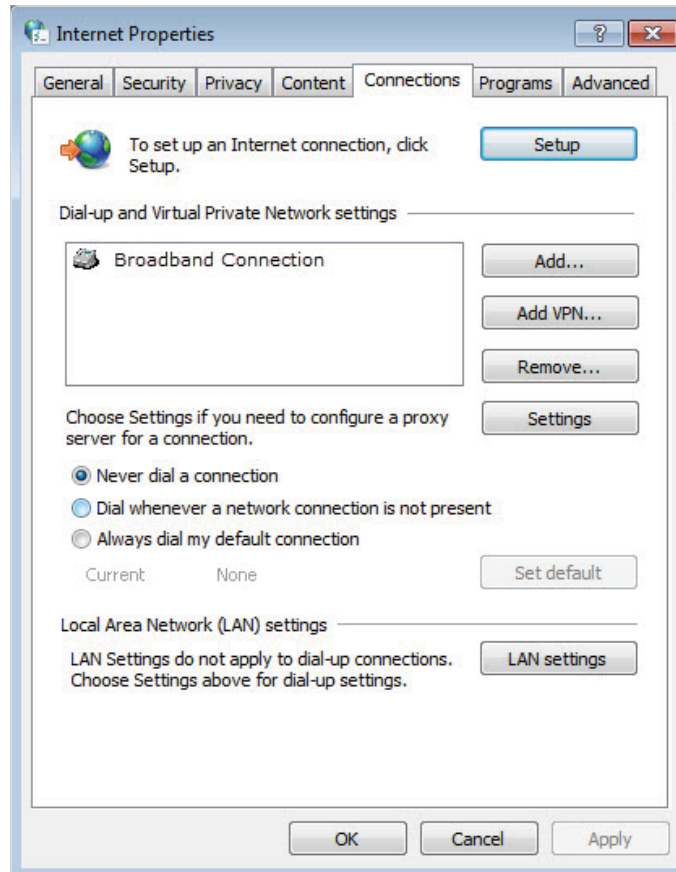 Internet Properties
?
General Security Privacy Content Connections Programs Advanced
To set up an Internet connection, click
Setup.
Setup
Dial-up and Virtual Private Network settings
Broadband Connection
Add...
Add VPN...
Remove...
Choose Settings if you need to configure a proxy
server for a connection.
Settings
Never dial a connection
Dial whenever a network connection is not present
Always dial my default connection
Current None
Set default
Local Area Network (LAN) settings
LAN Settings do not apply to dial-up connections.
Choose Settings above for dial-up settings.
LAN settings
OK Cancel Apply